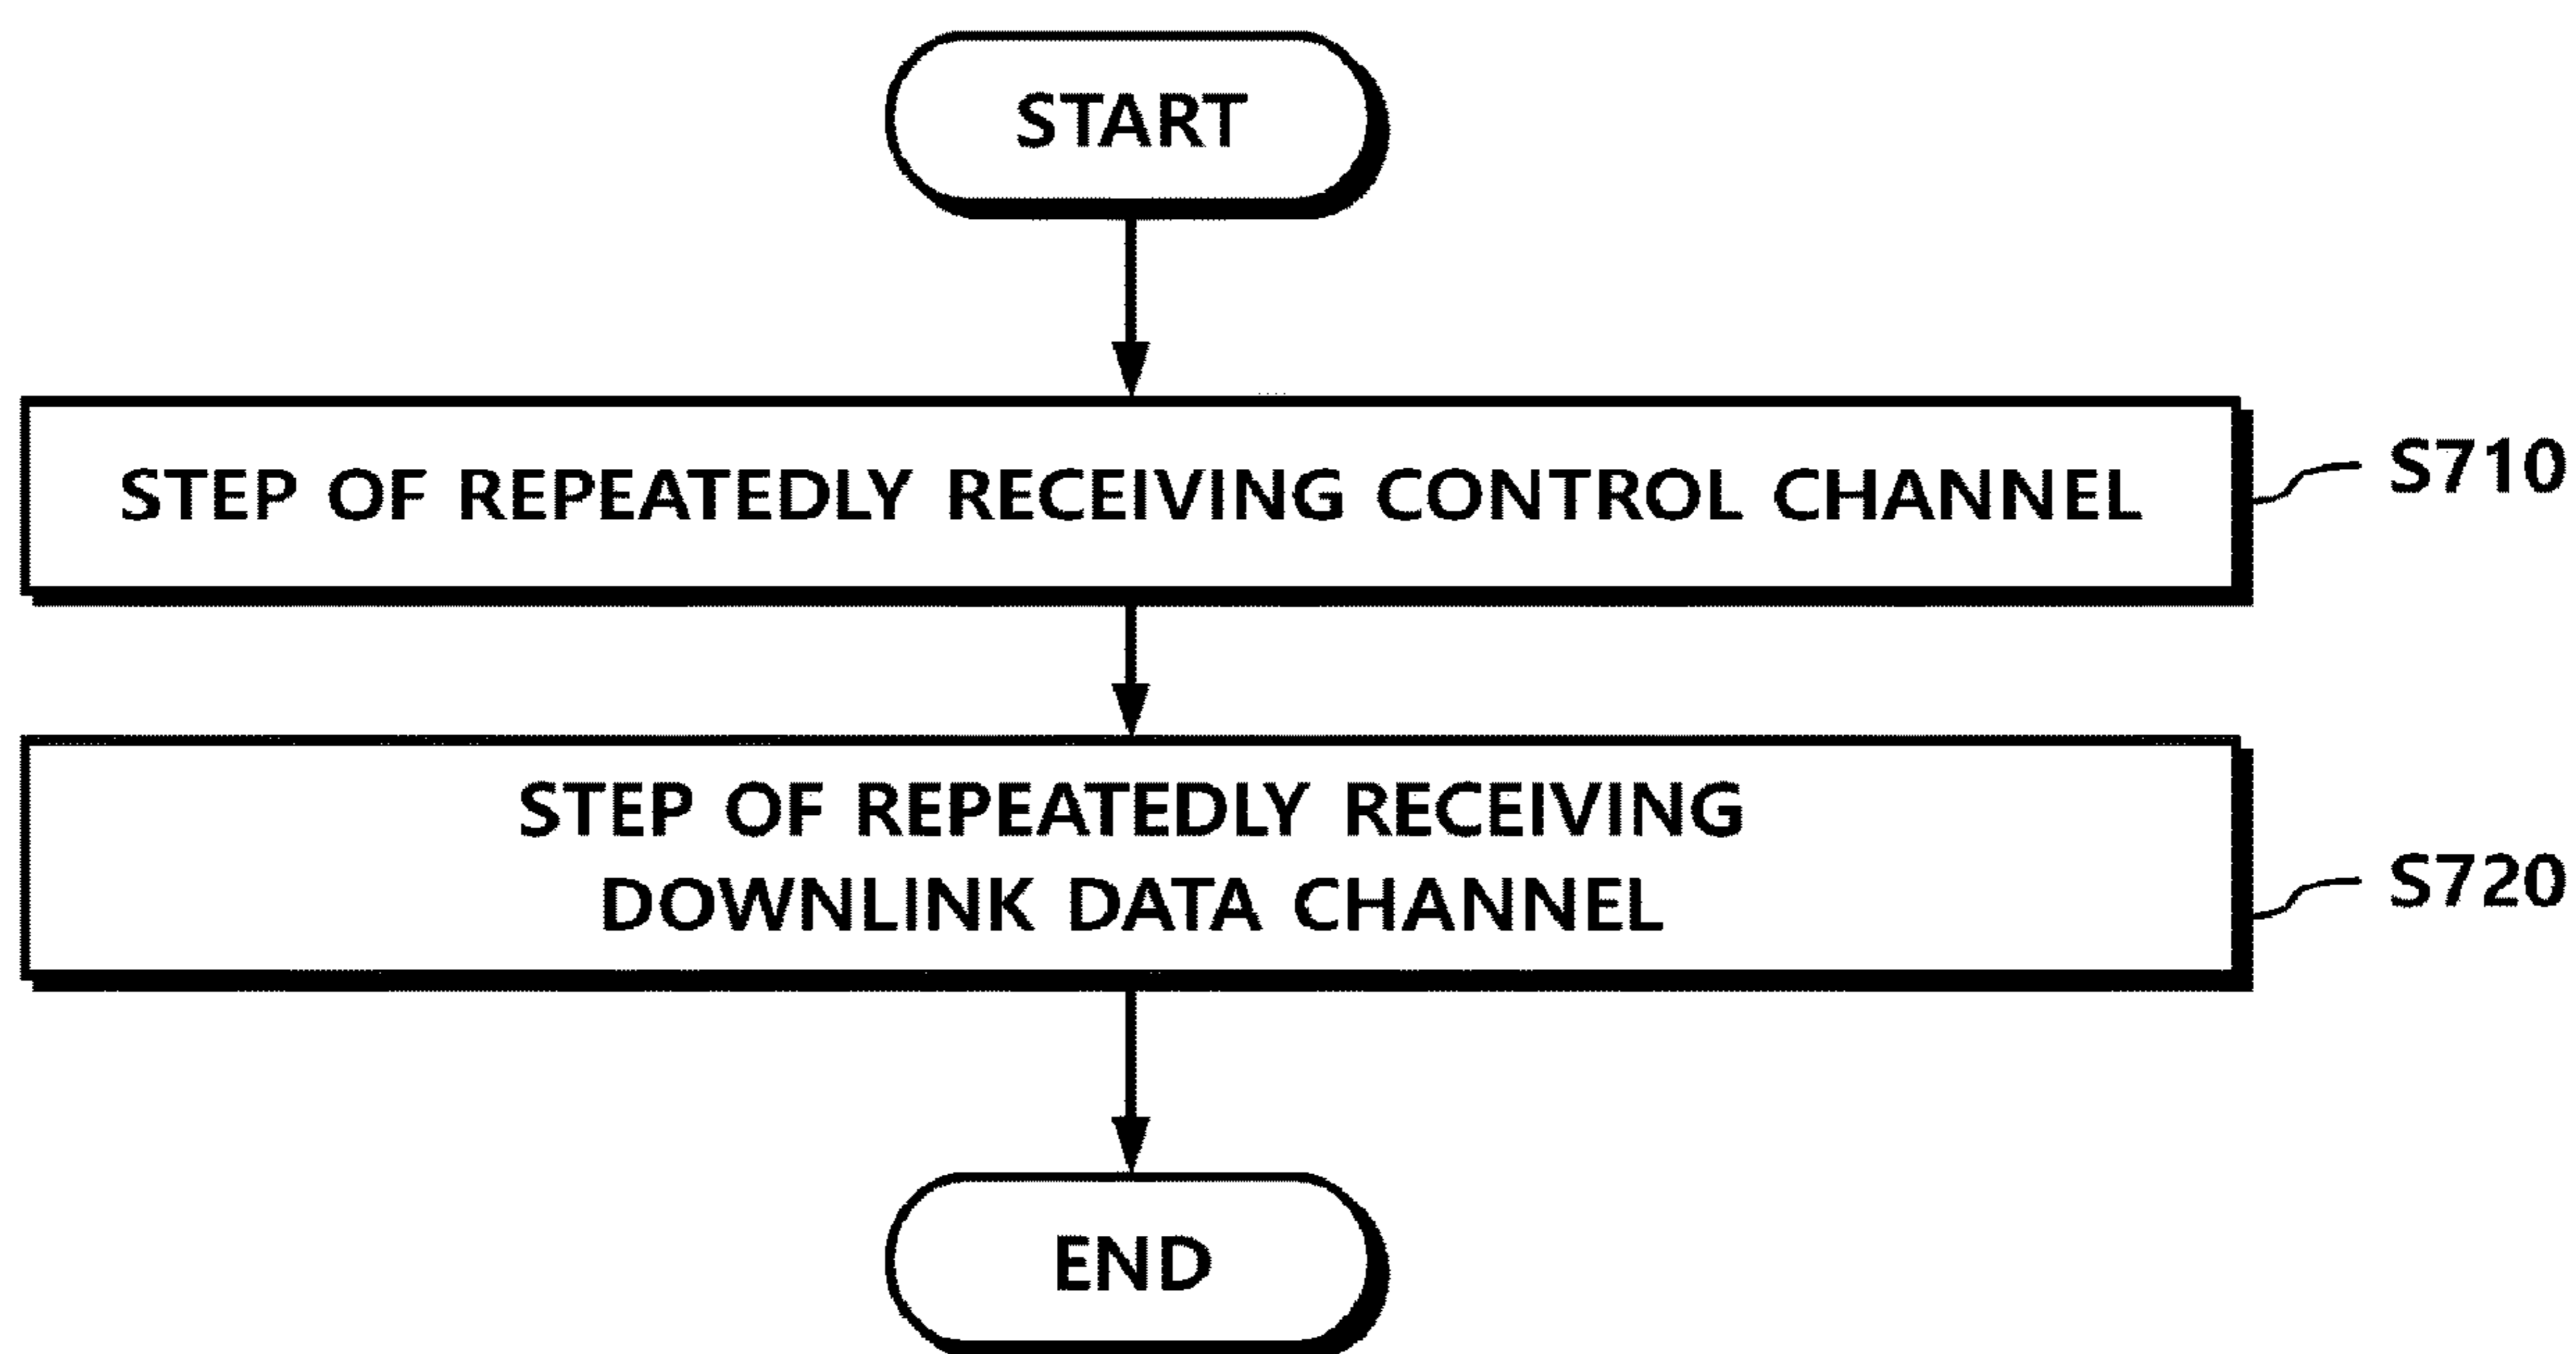 START
STEP OF REPEATEDLY RECEIVING CONTROL CHANNEL
S710
STEP OF REPEATEDLY RECEIVING
DOWNLINK DATA CHANNEL
S720
END